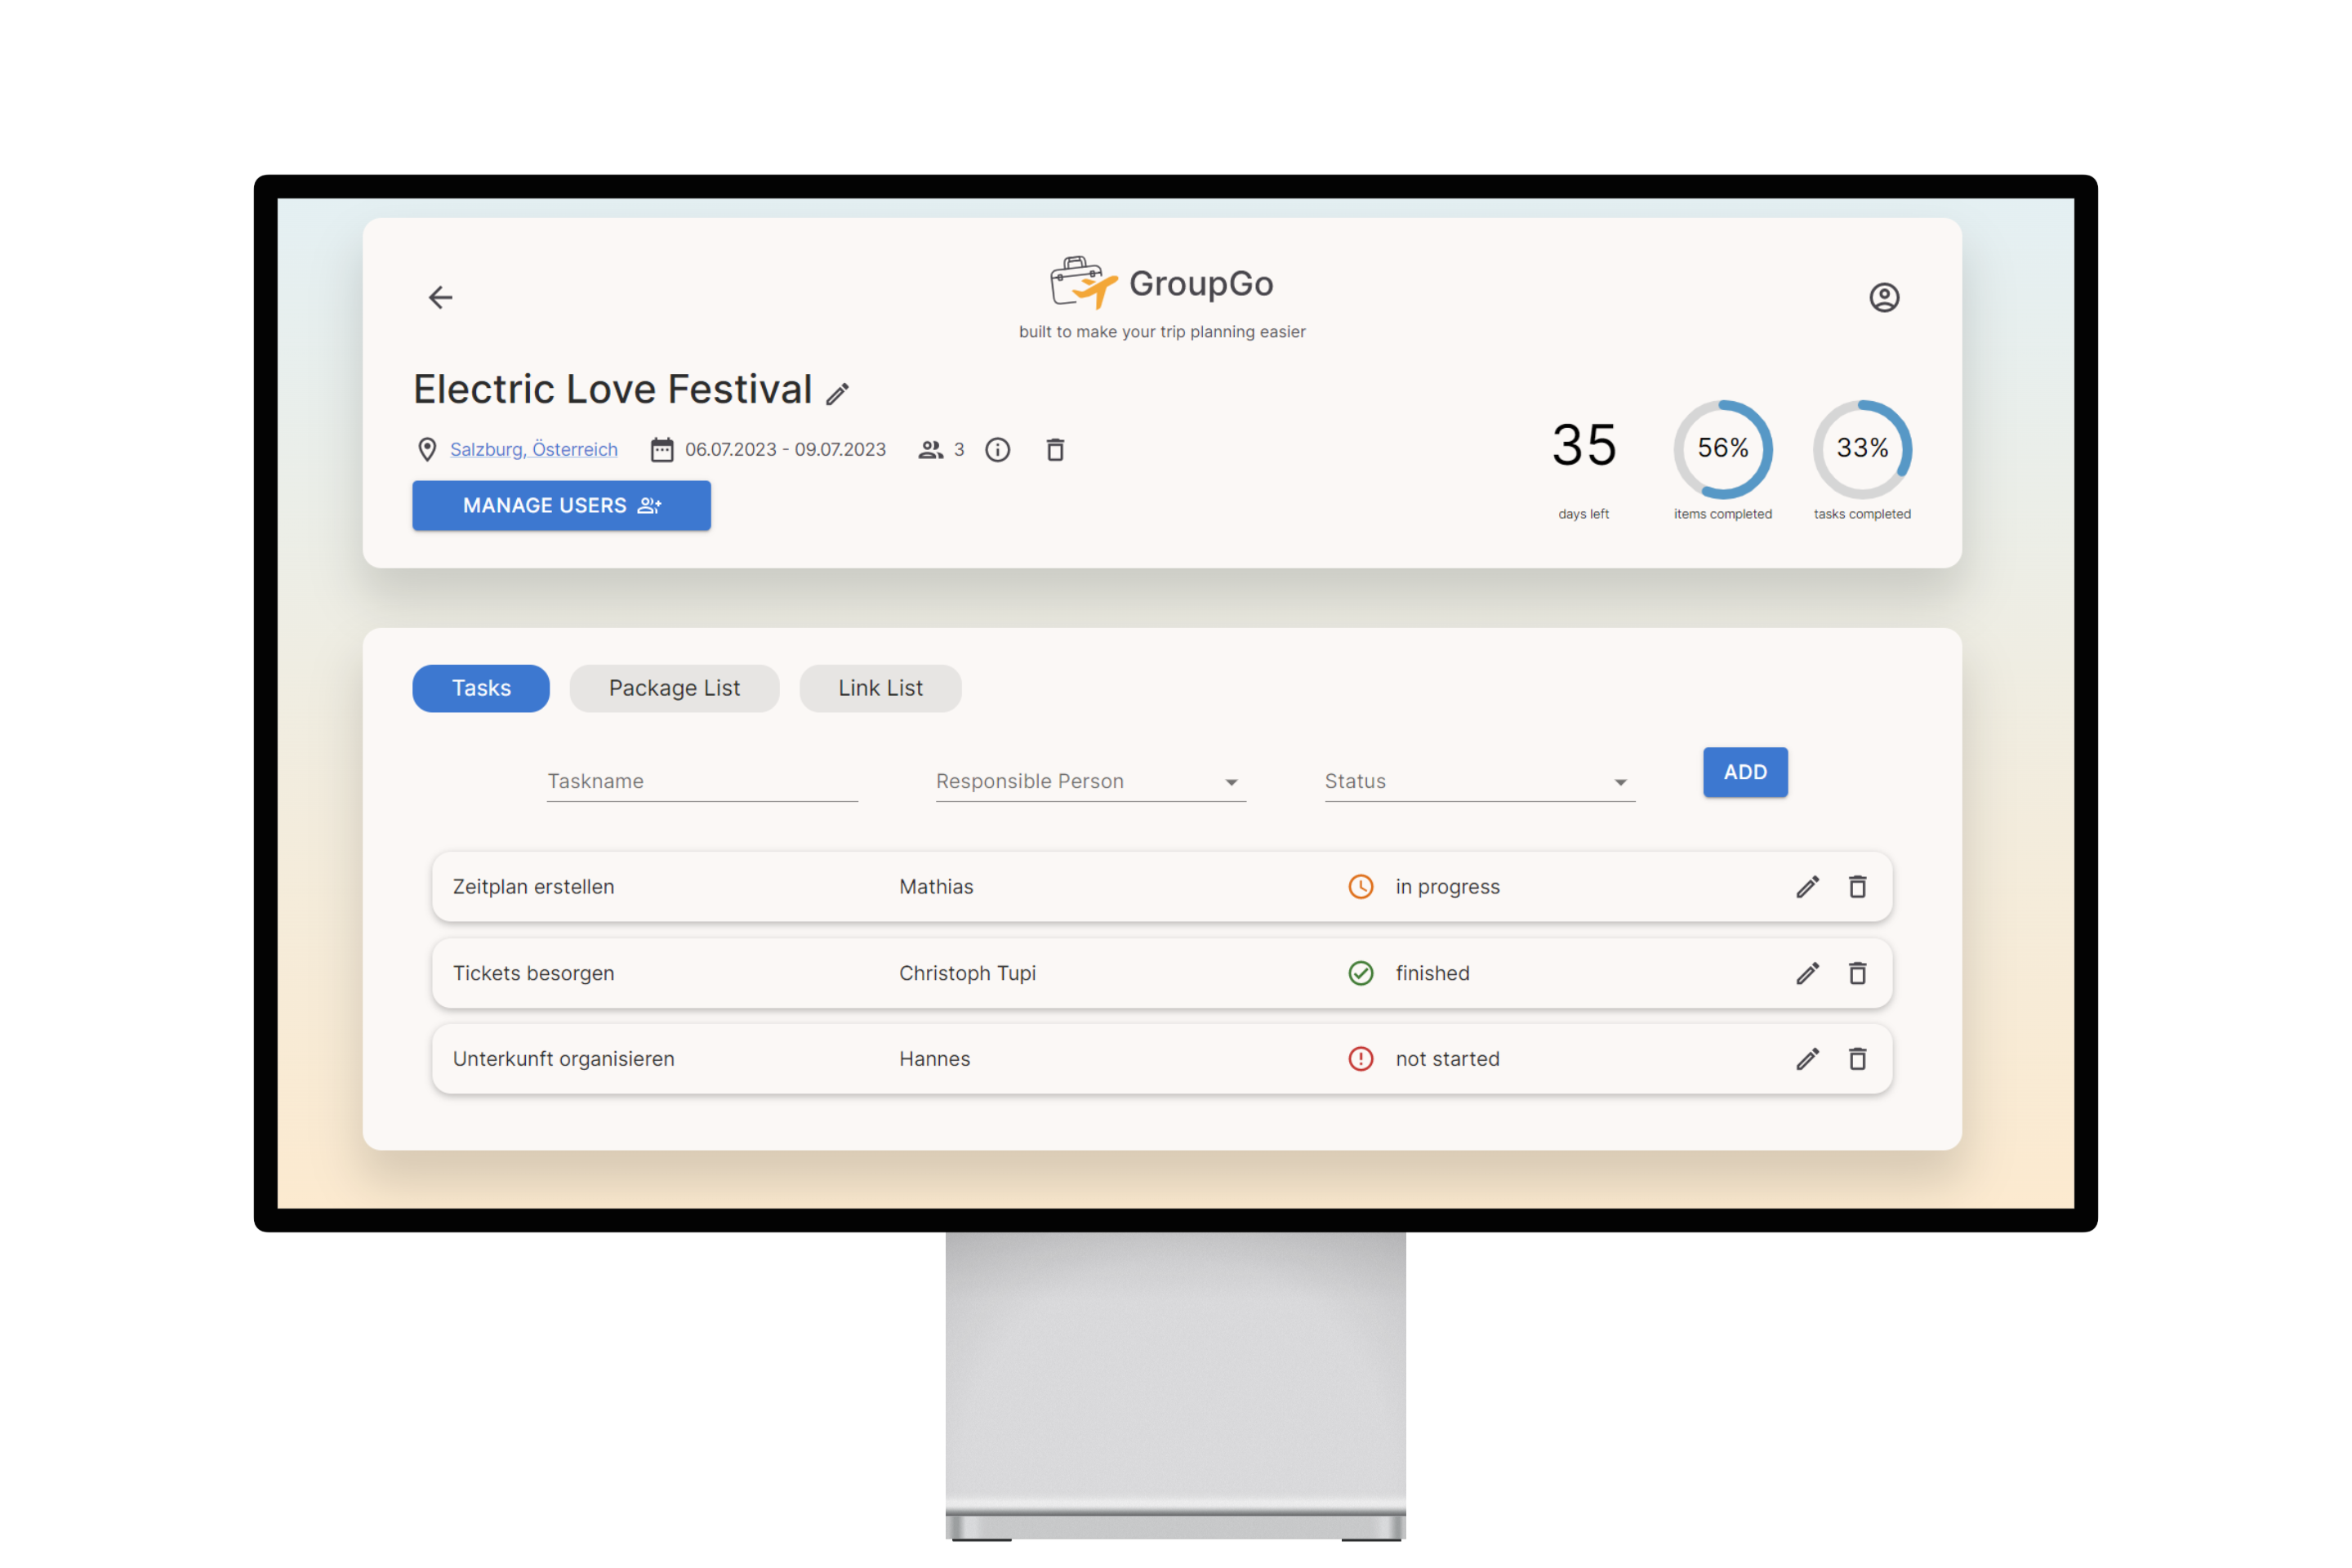 GroupGo
built to make your trip planning easier
Electric Love Festival
Salzburg, Österreich 06.07.2023 - 09.07.2023 3
MANAGE USERS
35 56% 33%
days left items completed tasks completed
Tasks Package List Link List
Taskname Responsible Person Status ADD
Zeitplan erstellen Mathias in progress
Tickets besorgen Christoph Tupi finished
Unterkunft organisieren Hannes not started